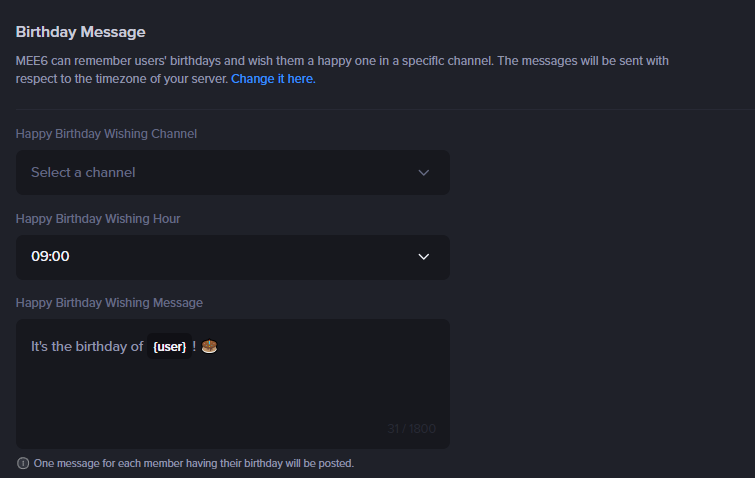 Birthday Message
MEE6 can remember users' birthdays and wish them a happy one in a specific channel. The messages will be sent with
respect to the timezone of your server. Change it here.
Happy Birthday Wishing Channel
Select a channel
Happy Birthday Wishing Hour
09:00
Happy Birthday Wishing Message
It's the birthday of {user} ! 🎂
31 / 1800
One message for each member having their birthday will be posted.